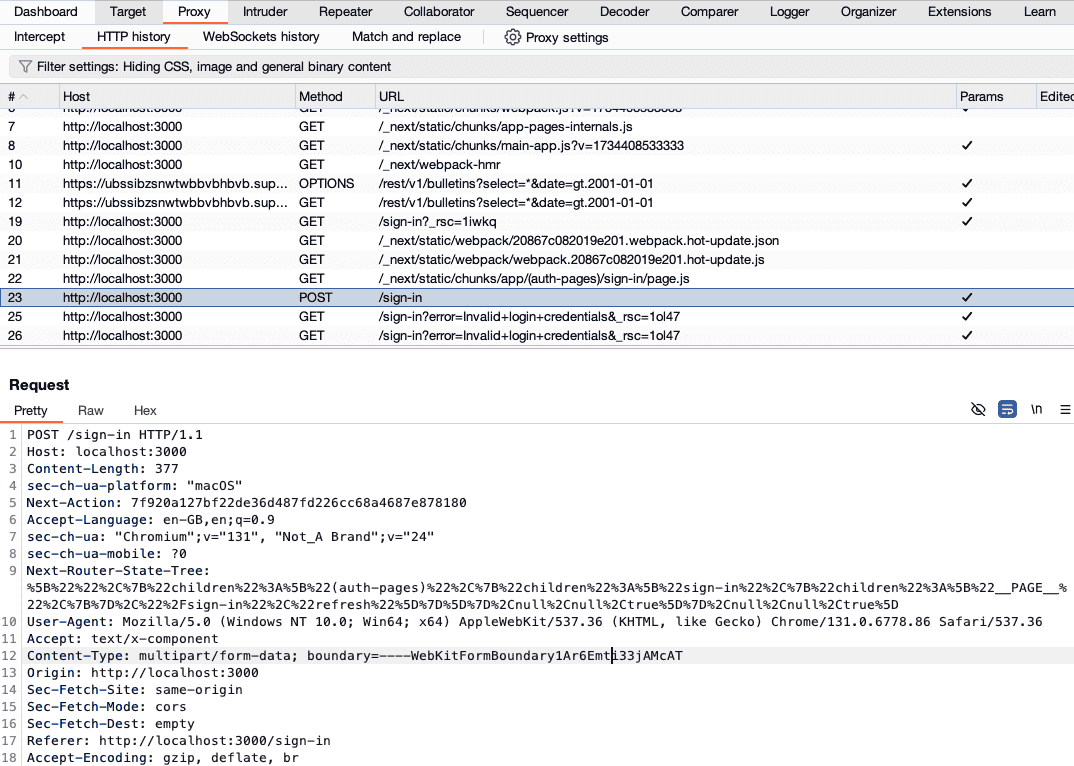 Dashboard Target Proxy Intruder Repeater Collaborator Sequencer Decoder Comparer Logger Organizer Extensions Learn
Intercept HTTP history WebSockets history Match and replace Proxy settings
Filter settings: Hiding CSS, image and general binary content
# Host Method URL Params Edited
6 http://localhost:3000 GET /_next/static/chunks/webpack.js?v=1734408533333 ✓
7 http://localhost:3000 GET /_next/static/chunks/app-pages-internals.js
8 http://localhost:3000 GET /_next/static/chunks/main-app.js?v=1734408533333 ✓
10 http://localhost:3000 GET /_next/webpack-hmr
11 https://ubssibzsnwtwbbvbhbvb.sup... OPTIONS /rest/v1/bulletins?select=*&date=gt.2001-01-01 ✓
12 https://ubssibzsnwtwbbvbhbvb.sup... GET /rest/v1/bulletins?select=*&date=gt.2001-01-01 ✓
19 http://localhost:3000 GET /sign-in?_rsc=1iwkq ✓
20 http://localhost:3000 GET /_next/static/webpack/20867c082019e201.webpack.hot-update.json
21 http://localhost:3000 GET /_next/static/webpack/webpack.20867c082019e201.hot-update.js
22 http://localhost:3000 GET /_next/static/chunks/app/(auth-pages)/sign-in/page.js
23 http://localhost:3000 POST /sign-in ✓
25 http://localhost:3000 GET /sign-in?error=Invalid+login+credentials&_rsc=1ol47 ✓
26 http://localhost:3000 GET /sign-in?error=Invalid+login+credentials&_rsc=1ol47 ✓
Request
Pretty Raw Hex \n
1 POST /sign-in HTTP/1.1
2 Host: localhost:3000
3 Content-Length: 377
4 sec-ch-ua-platform: "macOS"
5 Next-Action: 7f920a127bf22de36d487fd226cc68a4687e878180
6 Accept-Language: en-GB,en;q=0.9
7 sec-ch-ua: "Chromium";v="131", "Not_A Brand";v="24"
8 sec-ch-ua-mobile: ?0
9 Next-Router-State-Tree:
%5B%22%22%2C%7B%22children%22%3A%5B%22(auth-pages)%22%2C%7B%22children%22%3A%5B%22sign-in%22%2C%7B%22children%22%3A%5B%22__PAGE__%
22%2C%7B%7D%2C%22%2Fsign-in%22%2C%22refresh%22%5D%7D%5D%7D%2Cnull%2Cnull%2Ctrue%5D%7D%2Cnull%2Cnull%2Ctrue%5D
10 User-Agent: Mozilla/5.0 (Windows NT 10.0; Win64; x64) AppleWebKit/537.36 (KHTML, like Gecko) Chrome/131.0.6778.86 Safari/537.36
11 Accept: text/x-component
12 Content-Type: multipart/form-data; boundary=----WebKitFormBoundary1Ar6Emti33jAMcAT
13 Origin: http://localhost:3000
14 Sec-Fetch-Site: same-origin
15 Sec-Fetch-Mode: cors
16 Sec-Fetch-Dest: empty
17 Referer: http://localhost:3000/sign-in
18 Accept-Encoding: gzip, deflate, br